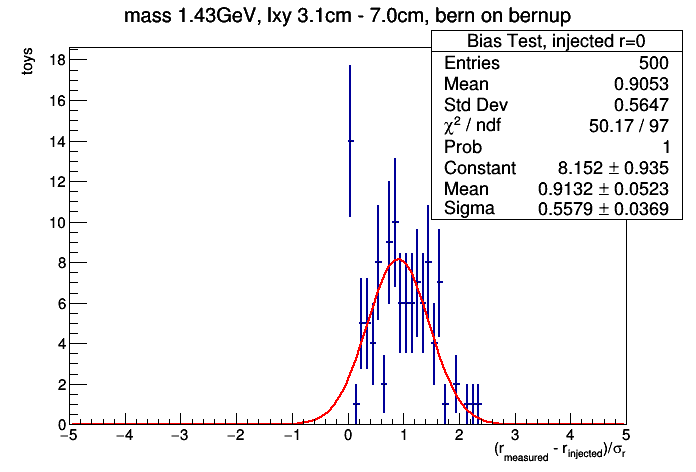 mass 1.43GeV, lxy 3.1cm - 7.0cm, bern on bernup
Bias Test, injected r=0
Entries 500
Mean 0.9053
Std Dev 0.5647
χ² / ndf 50.17 / 97
Prob 1
Constant 8.152 ± 0.935
Mean 0.9132 ± 0.0523
Sigma 0.5579 ± 0.0369
toys
18
16
14
12
10
8
6
4
2
0
−5 −4 −3 −2 −1 0 1 2 3 4 5
(r_measured - r_injected)/σ_r